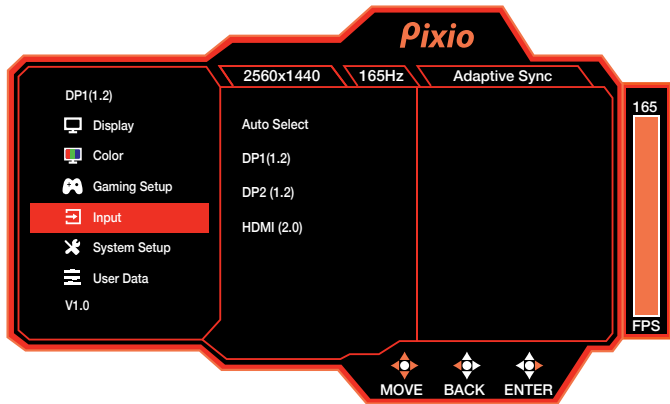 Pixio
2560x1440 165Hz Adaptive Sync
DP1(1.2)
Display
Color
Gaming Setup
Input
System Setup
User Data
V1.0
Auto Select
DP1(1.2)
DP2 (1.2)
HDMI (2.0)
165
FPS
MOVE BACK ENTER